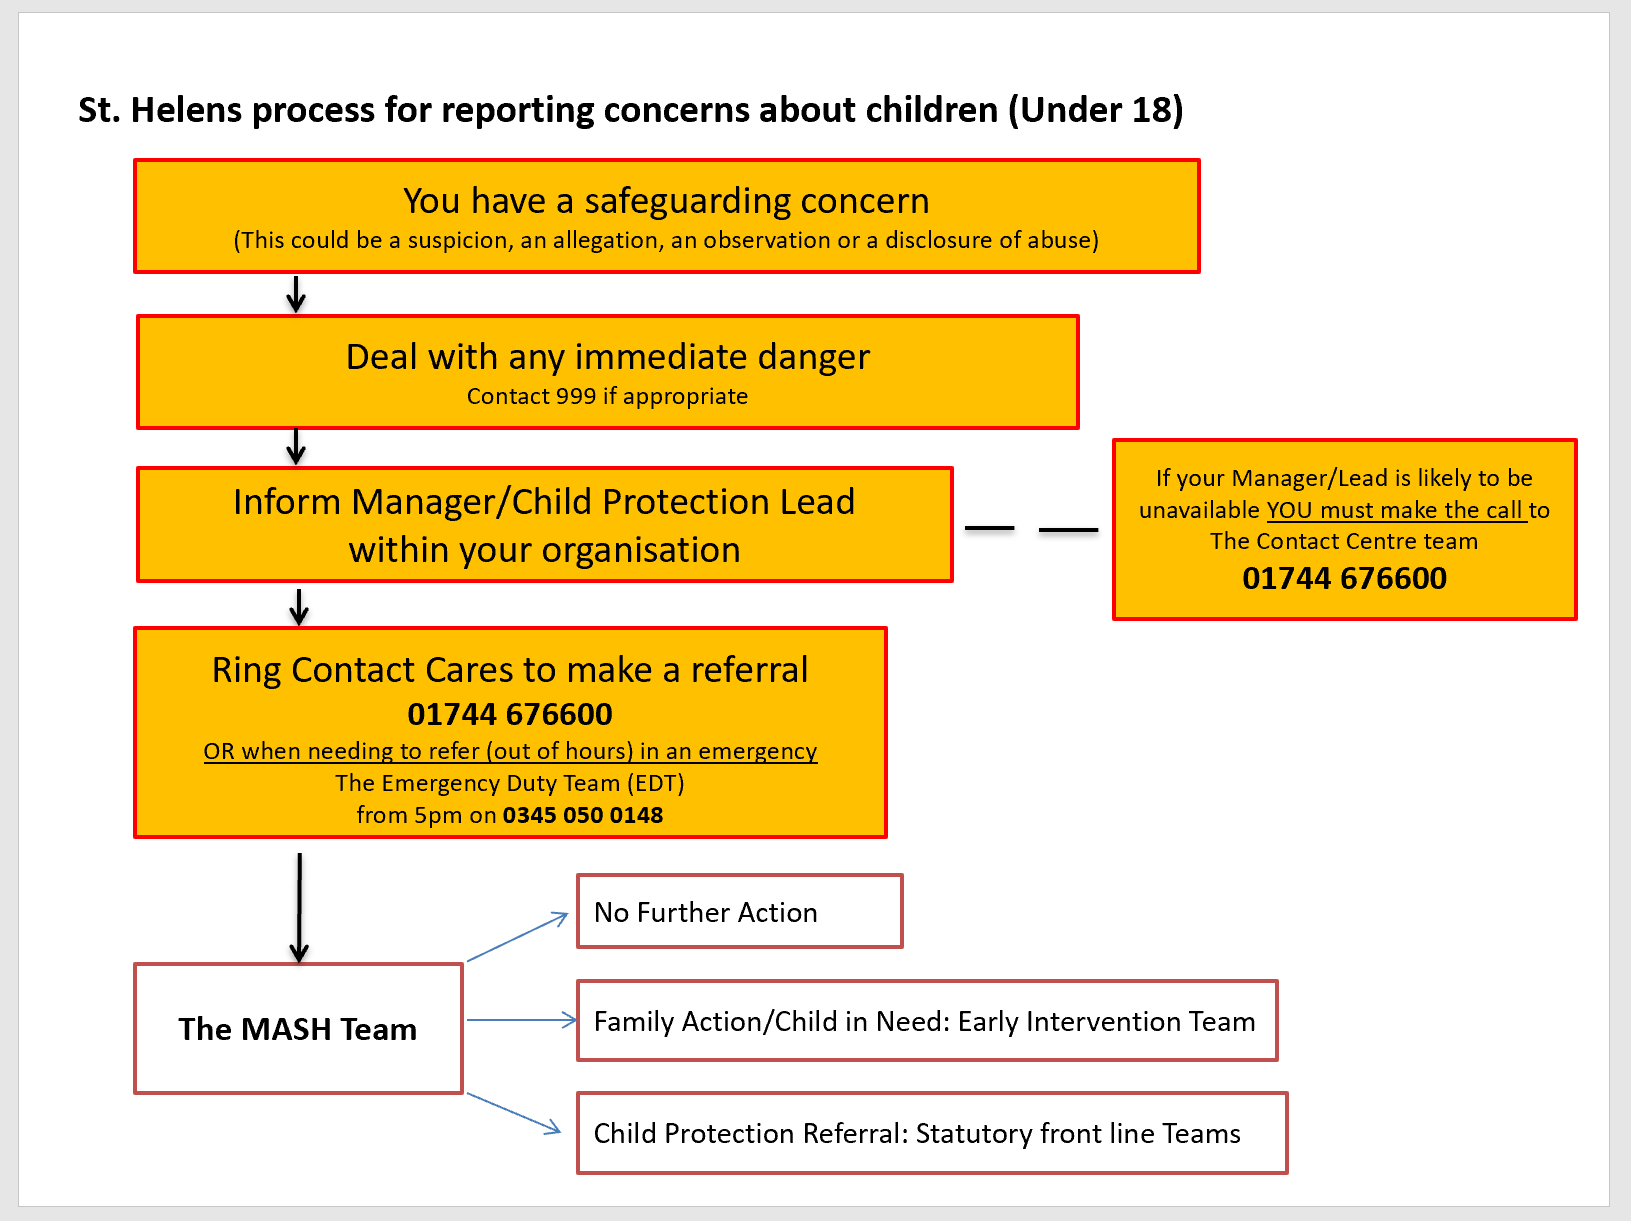 St. Helens process for reporting concerns about children (Under 18)
You have a safeguarding concern
(This could be a suspicion, an allegation, an observation or a disclosure of abuse)
Deal with any immediate danger
Contact 999 if appropriate
Inform Manager/Child Protection Lead
within your organisation
If your Manager/Lead is likely to be
unavailable YOU must make the call to
The Contact Centre team
01744 676600
Ring Contact Cares to make a referral
01744 676600
OR when needing to refer (out of hours) in an emergency
The Emergency Duty Team (EDT)
from 5pm on 0345 050 0148
The MASH Team
No Further Action
Family Action/Child in Need: Early Intervention Team
Child Protection Referral: Statutory front line Teams